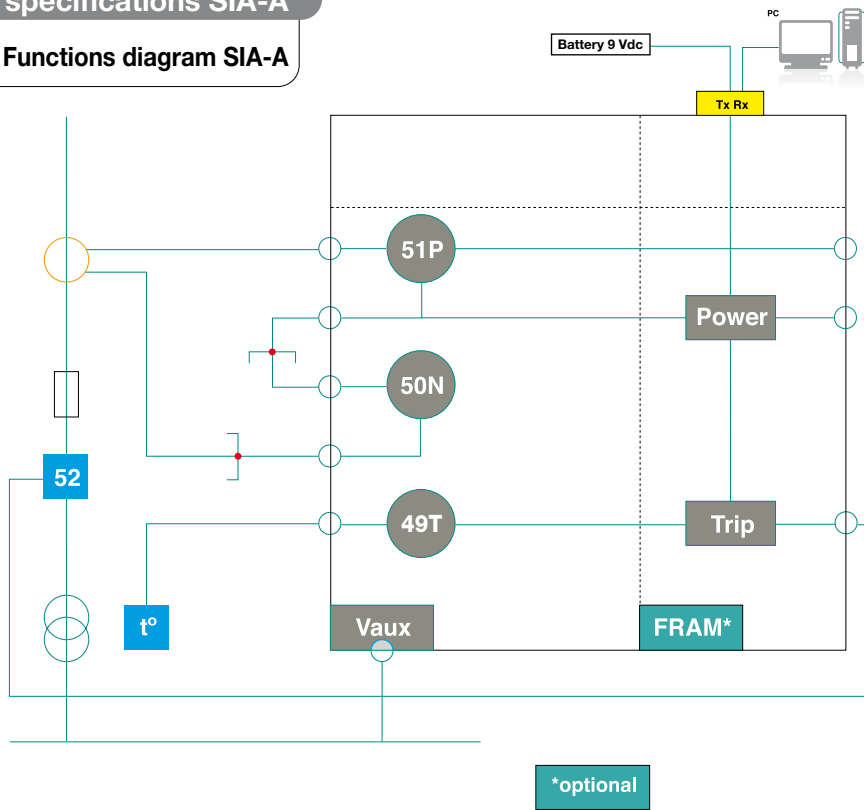 specifications SIA-A
Functions diagram SIA-A
PC
Battery 9 Vdc
Tx Rx
51P
Power
50N
52
49T
Trip
t°
Vaux
FRAM*
*optional